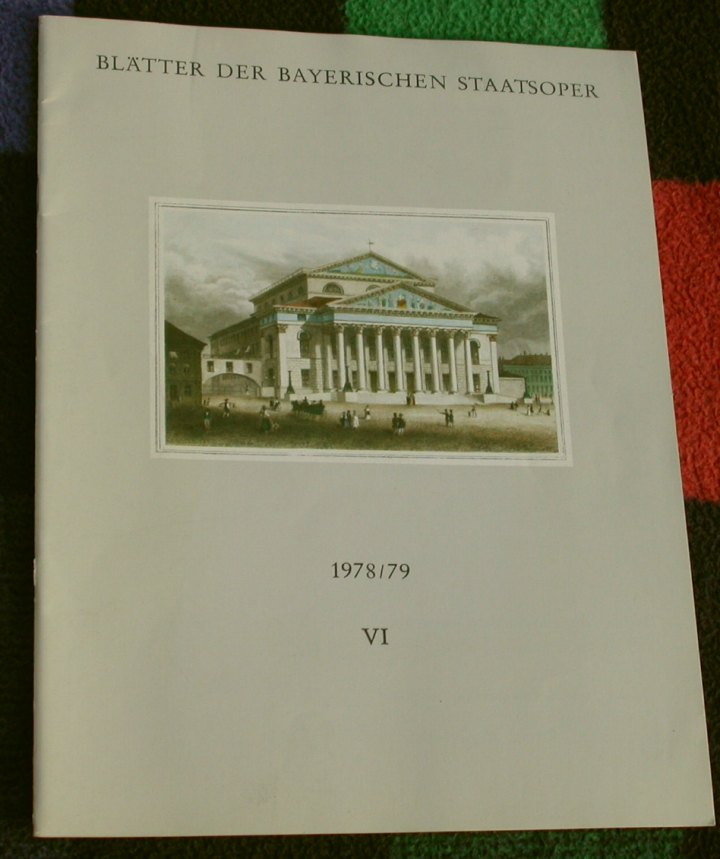 BLÄTTER DER BAYERISCHEN STAATSOPER
1978/79
VI